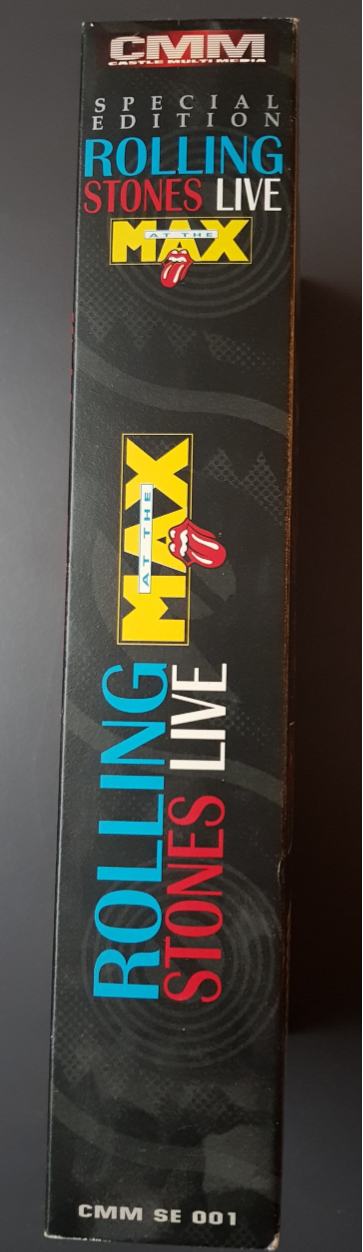 CMM
CASTLE MULTI MEDIA
SPECIAL
EDITION
ROLLING
STONES LIVE
AT THE
MAX
ROLLING
STONES LIVE
AT THE
MAX
CMM SE 001